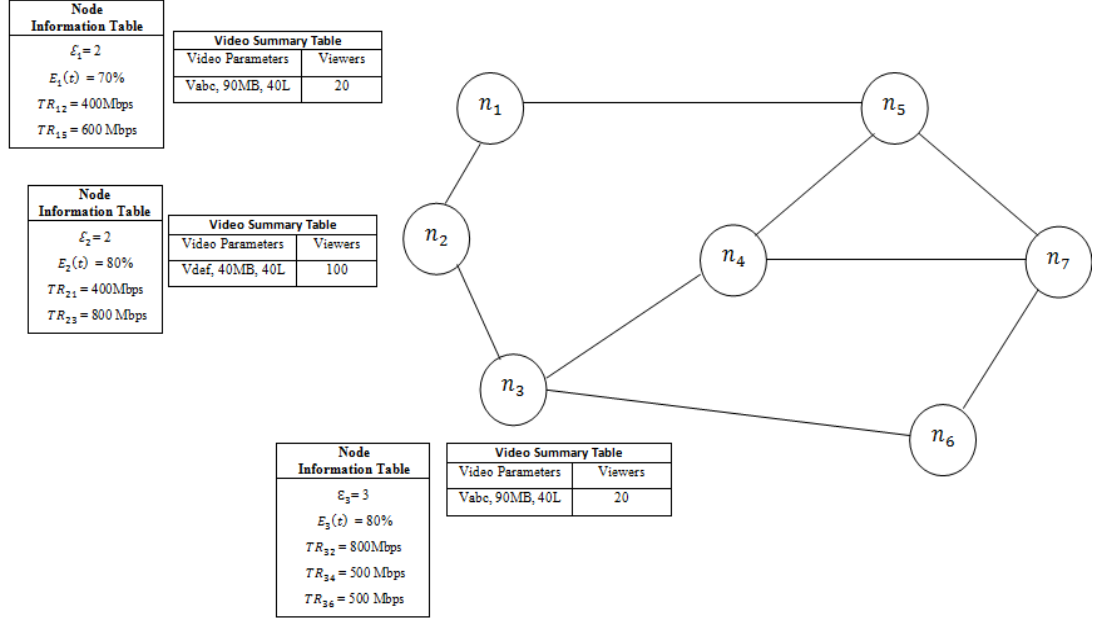 Node
Information Table
Ɛ₁= 2
E₁(t) = 70%
TR₁₂ = 400Mbps
TR₁₅ = 600 Mbps
Video Summary Table
Video Parameters Viewers
Vabc, 90MB, 40L 20
n₁
n₅
Node
Information Table
Ɛ₂= 2
E₂(t) = 80%
TR₂₁ = 400Mbps
TR₂₃ = 800 Mbps
Video Summary Table
Video Parameters Viewers
Vdef, 40MB, 40L 100
n₂
n₄
n₇
n₃
n₆
Node
Information Table
Ɛ₃= 3
E₃(t) = 80%
TR₃₂ = 800Mbps
TR₃₄ = 500 Mbps
TR₃₆ = 500 Mbps
Video Summary Table
Video Parameters Viewers
Vabc, 90MB, 40L 20